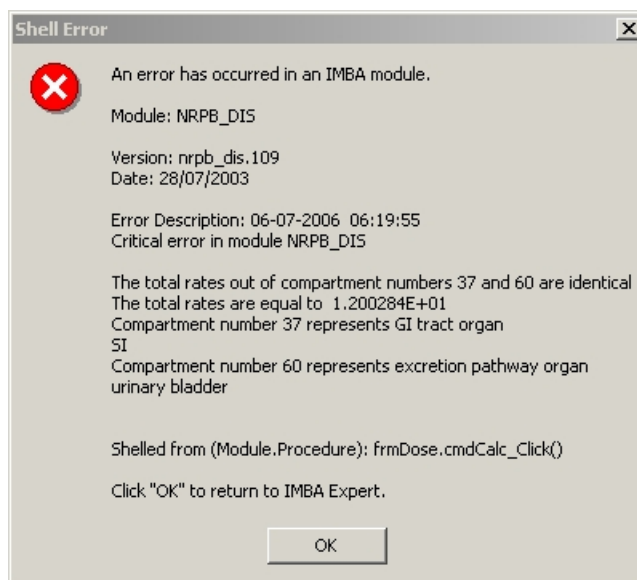 Shell Error
An error has occurred in an IMBA module.
Module: NRPB_DIS
Version: nrpb_dis.109
Date: 28/07/2003
Error Description: 06-07-2006  06:19:55
Critical error in module NRPB_DIS
The total rates out of compartment numbers 37 and 60 are identical
The total rates are equal to  1.200284E+01
Compartment number 37 represents GI tract organ
SI
Compartment number 60 represents excretion pathway organ
urinary bladder
Shelled from (Module.Procedure): frmDose.cmdCalc_Click()
Click "OK" to return to IMBA Expert.
OK